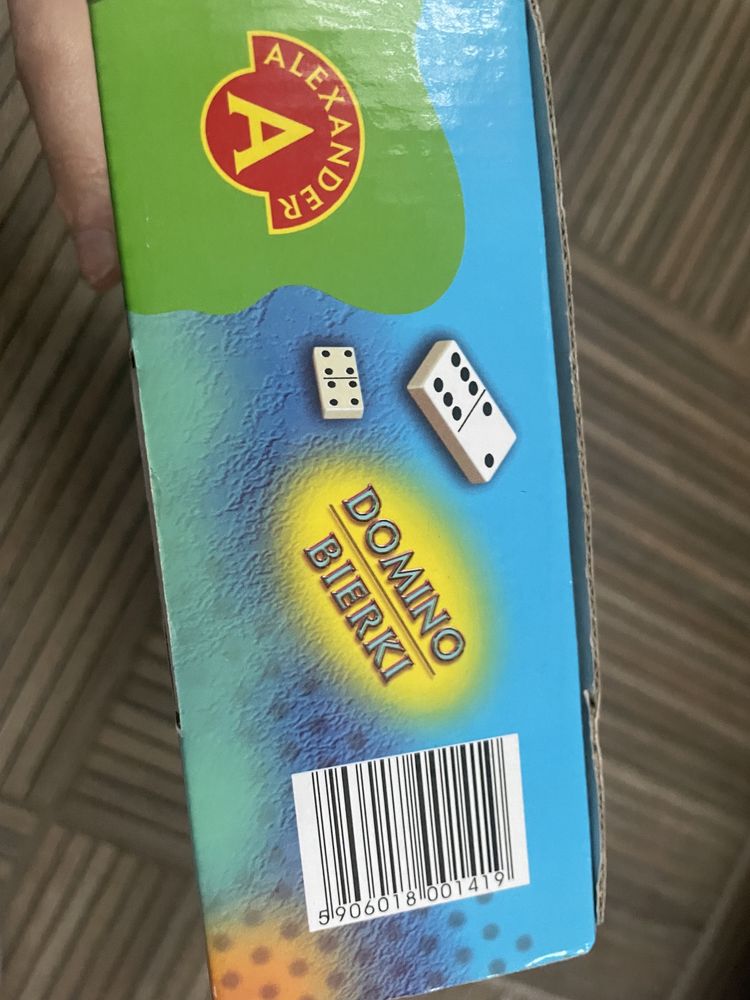 ALEXANDER
A
DOMINO
BIERKI
5 906018 001419